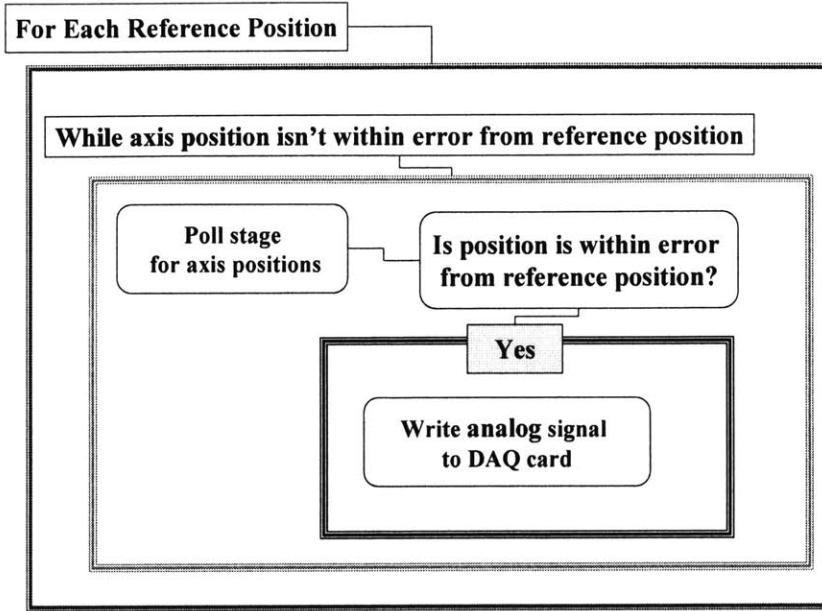 For Each Reference Position
While axis position isn't within error from reference position
Poll stage
for axis positions
Is position is within error
from reference position?
Yes
Write analog signal
to DAQ card